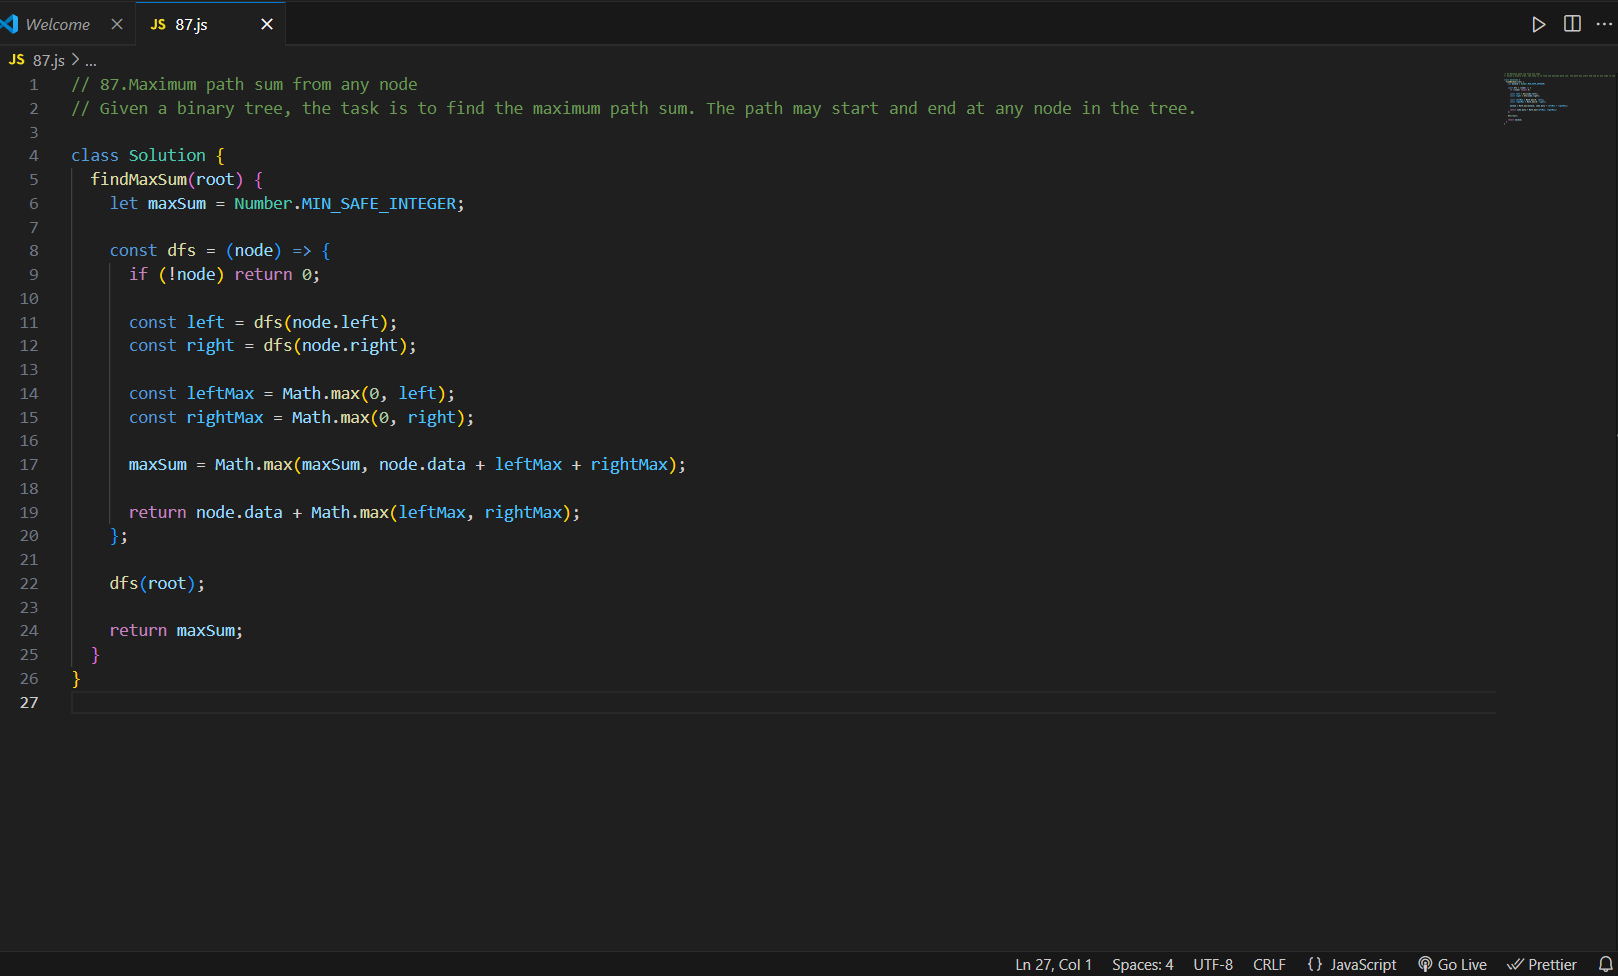 Welcome
JS 87.js
JS 87.js > ...
1 // 87.Maximum path sum from any node
2 // Given a binary tree, the task is to find the maximum path sum. The path may start and end at any node in the tree.
3
4 class Solution {
5   findMaxSum(root) {
6     let maxSum = Number.MIN_SAFE_INTEGER;
7
8     const dfs = (node) => {
9       if (!node) return 0;
10
11       const left = dfs(node.left);
12       const right = dfs(node.right);
13
14       const leftMax = Math.max(0, left);
15       const rightMax = Math.max(0, right);
16
17       maxSum = Math.max(maxSum, node.data + leftMax + rightMax);
18
19       return node.data + Math.max(leftMax, rightMax);
20     };
21
22     dfs(root);
23
24     return maxSum;
25   }
26 }
27
Ln 27, Col 1 Spaces: 4 UTF-8 CRLF {} JavaScript Go Live Prettier